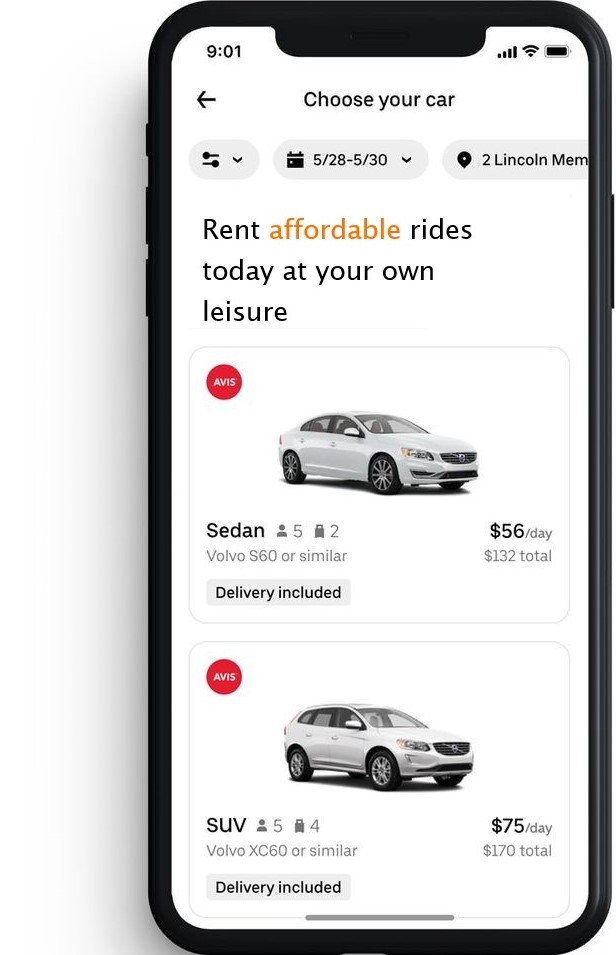 9:01
Choose your car
5/28-5/30
2 Lincoln Mem
Rent affordable rides
today at your own
leisure
AVIS
Sedan 5 2
$56/day
Volvo S60 or similar
$132 total
Delivery included
AVIS
SUV 5 4
$75/day
Volvo XC60 or similar
$170 total
Delivery included